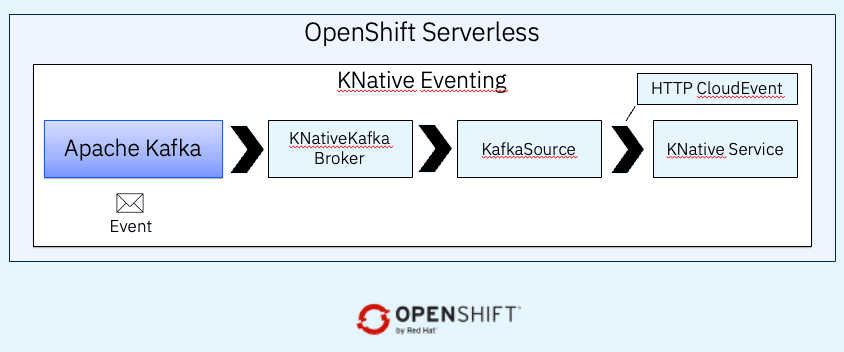 OpenShift Serverless
KNative Eventing
HTTP CloudEvent
Apache Kafka
KNativeKafka
Broker
KafkaSource
KNative Service
Event
OPENSHIFT
by Red Hat